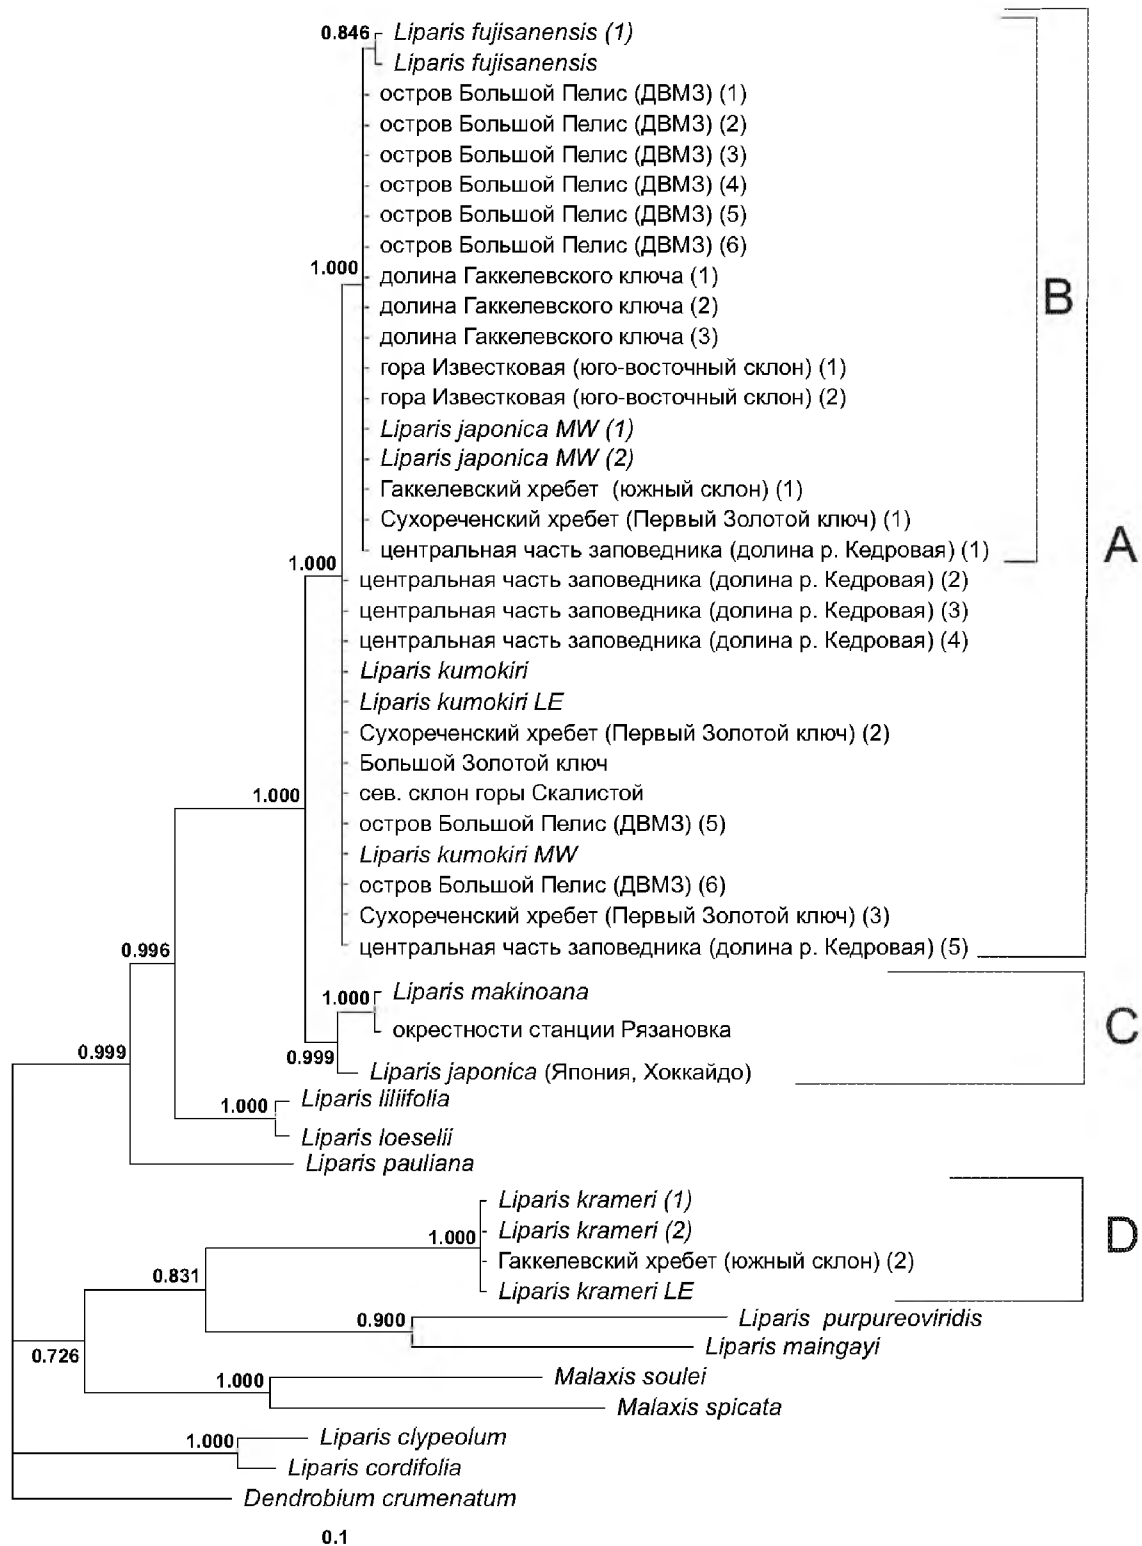 0.846 Liparis fujisanensis (1)
Liparis fujisanensis
остров Большой Пелис (ДВМЗ) (1)
остров Большой Пелис (ДВМЗ) (2)
остров Большой Пелис (ДВМЗ) (3)
остров Большой Пелис (ДВМЗ) (4)
остров Большой Пелис (ДВМЗ) (5)
остров Большой Пелис (ДВМЗ) (6)
1.000
долина Гаккелевского ключа (1)
B
долина Гаккелевского ключа (2)
долина Гаккелевского ключа (3)
гора Известковая (юго-восточный склон) (1)
гора Известковая (юго-восточный склон) (2)
Liparis japonica MW (1)
Liparis japonica MW (2)
Гаккелевский хребет (южный склон) (1)
Сухореченский хребет (Первый Золотой ключ) (1)
A
центральная часть заповедника (долина р. Кедровая) (1)
1.000
центральная часть заповедника (долина р. Кедровая) (2)
центральная часть заповедника (долина р. Кедровая) (3)
центральная часть заповедника (долина р. Кедровая) (4)
Liparis kumokiri
Liparis kumokiri LE
Сухореченский хребет (Первый Золотой ключ) (2)
Большой Золотой ключ
сев. склон горы Скалистой
1.000
остров Большой Пелис (ДВМЗ) (5)
Liparis kumokiri MW
остров Большой Пелис (ДВМЗ) (6)
Сухореченский хребет (Первый Золотой ключ) (3)
центральная часть заповедника (долина р. Кедровая) (5)
0.996
1.000 Liparis makinoana
окрестности станции Рязановка
C
0.999
0.999
Liparis japonica (Япония, Хоккайдо)
Liparis liliifolia
1.000
Liparis loeselii
Liparis pauliana
Liparis krameri (1)
Liparis krameri (2)
1.000
D
Гаккелевский хребет (южный склон) (2)
0.831
Liparis krameri LE
Liparis purpureoviridis
0.900
Liparis maingayi
0.726
Malaxis soulei
1.000
Malaxis spicata
Liparis clypeolum
1.000
Liparis cordifolia
Dendrobium crumenatum
0.1